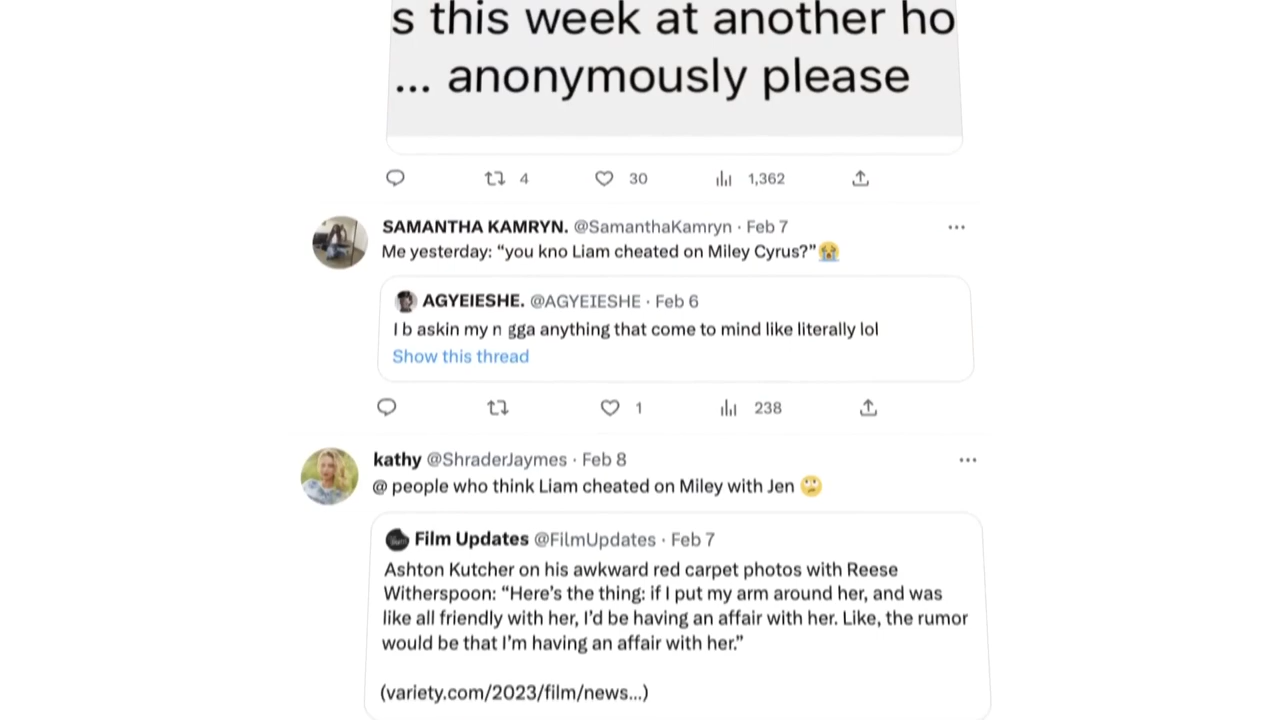 s this week at another ho
... anonymously please
4 30 1,362
SAMANTHA KAMRYN. @SamanthaKamryn · Feb 7
Me yesterday: “you kno Liam cheated on Miley Cyrus?”😭
AGYEIESHE. @AGYEIESHE · Feb 6
I b askin my n gga anything that come to mind like literally lol
Show this thread
1 238
kathy @ShraderJaymes · Feb 8
@ people who think Liam cheated on Miley with Jen 🙄
Film Updates @FilmUpdates · Feb 7
Ashton Kutcher on his awkward red carpet photos with Reese
Witherspoon: “Here’s the thing: if I put my arm around her, and was
like all friendly with her, I’d be having an affair with her. Like, the rumor
would be that I’m having an affair with her.”
(variety.com/2023/film/news...)